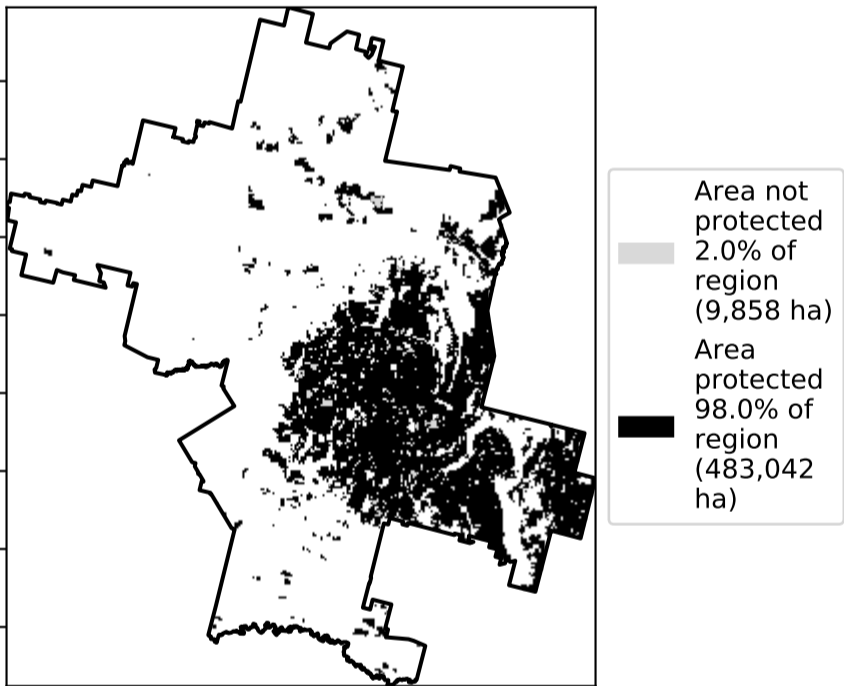 Area not
protected
2.0% of
region
(9,858 ha)
Area
protected
98.0% of
region
(483,042
ha)